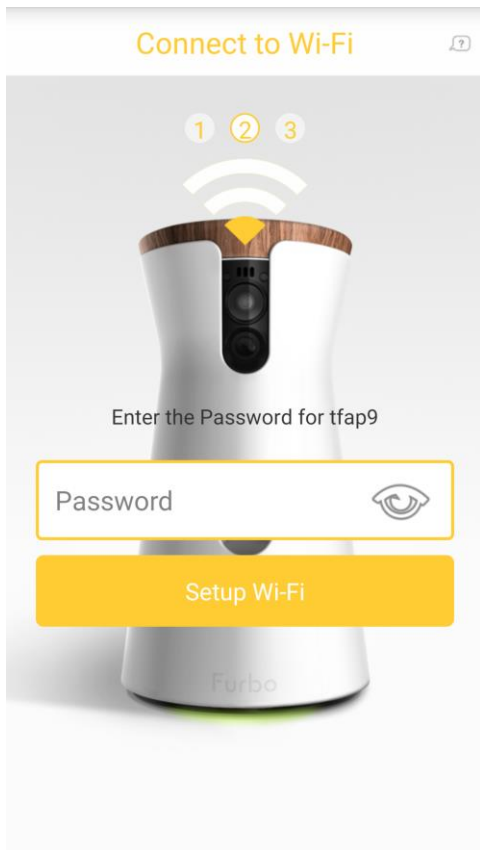 Connect to Wi-Fi
?
1 2 3
Enter the Password for tfap9
Password
Setup Wi-Fi
Furbo